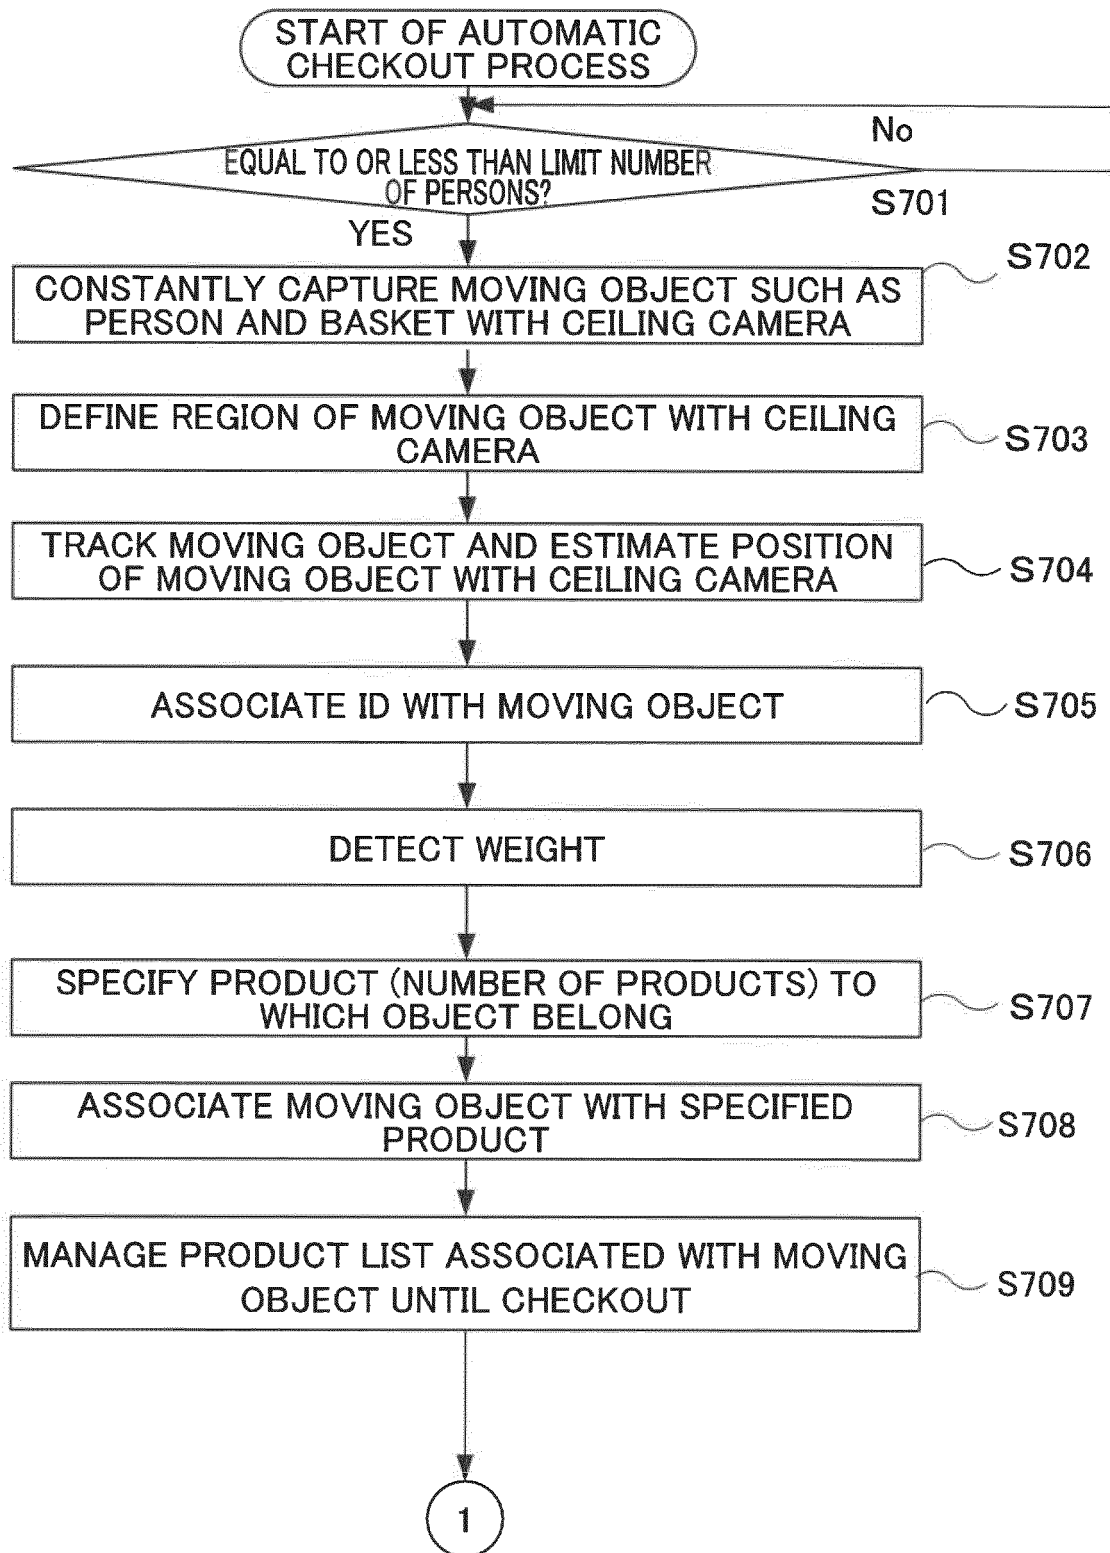 START OF AUTOMATIC
CHECKOUT PROCESS
No
EQUAL TO OR LESS THAN LIMIT NUMBER
OF PERSONS?
S701
YES
S702
CONSTANTLY CAPTURE MOVING OBJECT SUCH AS
PERSON AND BASKET WITH CEILING CAMERA
DEFINE REGION OF MOVING OBJECT WITH CEILING
CAMERA
S703
TRACK MOVING OBJECT AND ESTIMATE POSITION
OF MOVING OBJECT WITH CEILING CAMERA
S704
ASSOCIATE ID WITH MOVING OBJECT
S705
DETECT WEIGHT
S706
SPECIFY PRODUCT (NUMBER OF PRODUCTS) TO
WHICH OBJECT BELONG
S707
ASSOCIATE MOVING OBJECT WITH SPECIFIED
PRODUCT
S708
MANAGE PRODUCT LIST ASSOCIATED WITH MOVING
OBJECT UNTIL CHECKOUT
S709
1